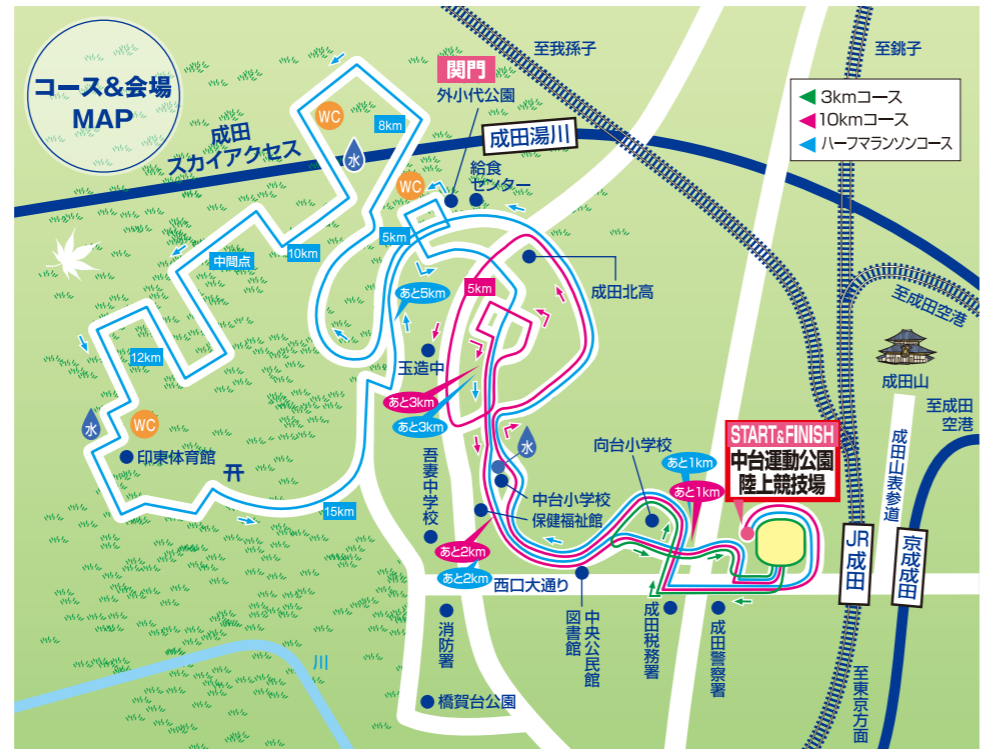 コース&会場
MAP
関門
外小代公園
至我孫子
至銚子
3kmコース
10kmコース
ハーフマランソンコース
成田
スカイアクセス
WC
8km
水
成田湯川
WC
給食
センター
5km
10km
中間点
あと5km
5km
成田北高
至成田空港
成田山
12km
玉造中
あと3km
あと3km
至成田
空港
水
WC
印東体育館
吾妻中学校
水
中台小学校
保健福祉館
向台小学校
あと1km
あと1km
START&FINISH
中台運動公園
陸上競技場
成田山表参道
15km
あと2km
あと2km
西口大通り
JR成田
京成成田
消防署
中央公民館
図書館
成田税務署
成田警察署
川
橋賀台公園
至東京方面